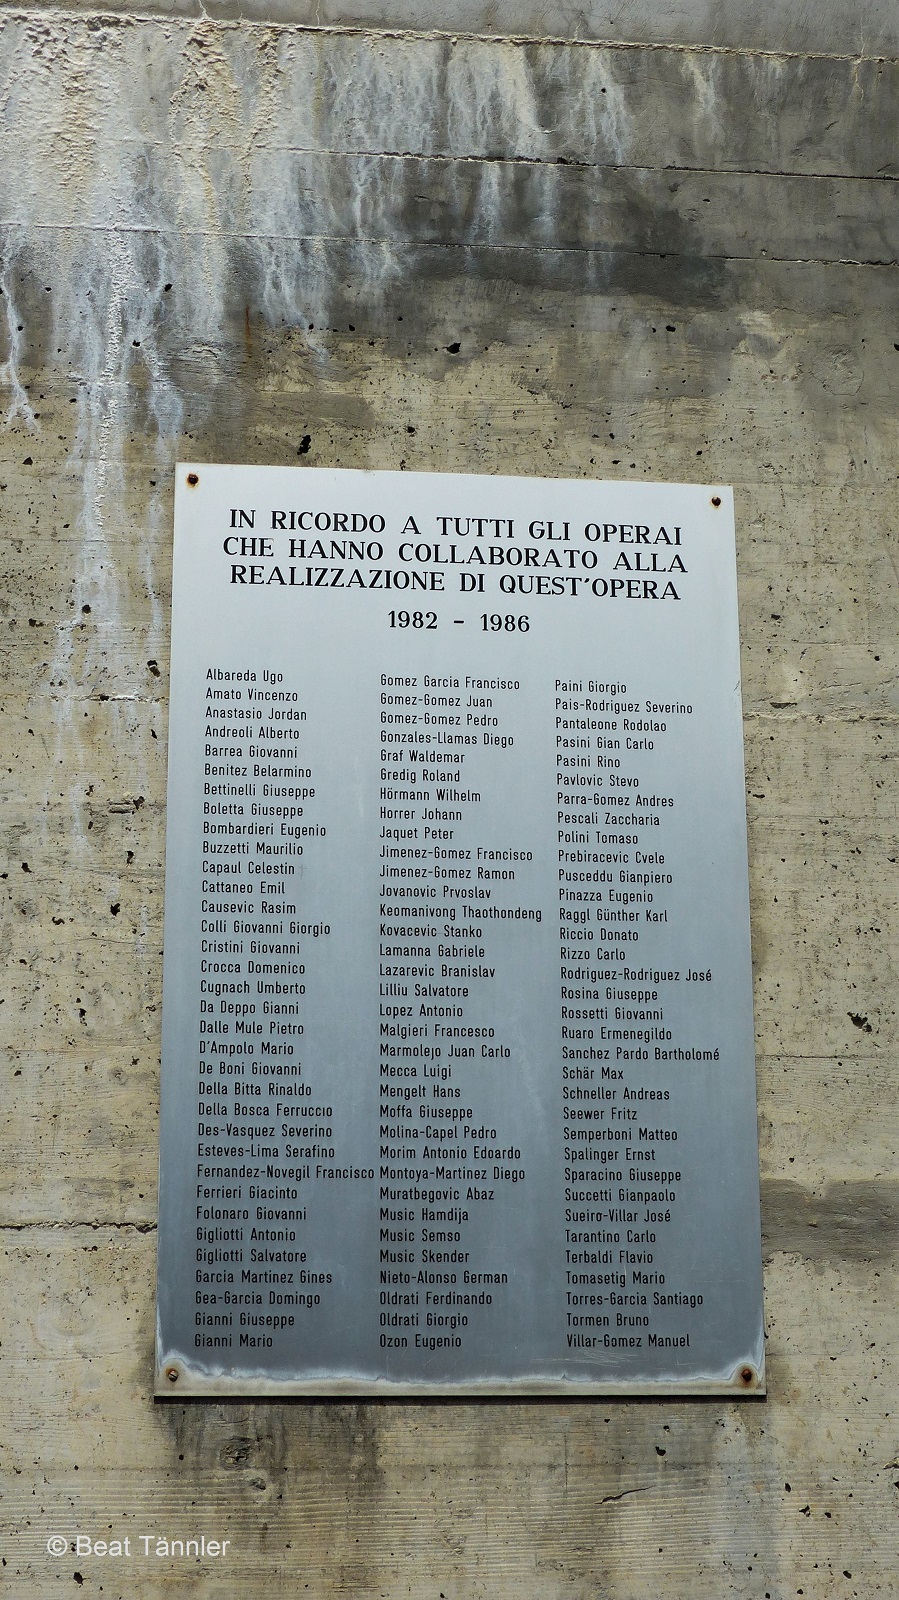 IN RICORDO A TUTTI GLI OPERAI
CHE HANNO COLLABORATO ALLA
REALIZZAZIONE DI QUEST'OPERA
1982 - 1986
Albareda Ugo
Amato Vincenzo
Anastasio Jordan
Andreoli Alberto
Barrea Giovanni
Benitez Belarmino
Bettinelli Giuseppe
Boletta Giuseppe
Bombardieri Eugenio
Buzzetti Maurilio
Capaul Celestin
Cattaneo Emil
Causevic Rasim
Colli Giovanni Giorgio
Cristini Giovanni
Crocca Domenico
Cugnach Umberto
Da Deppo Gianni
Dalle Mule Pietro
D'Ampolo Mario
De Boni Giovanni
Della Bitta Rinaldo
Della Bosca Ferruccio
Des-Vasquez Severino
Esteves-Lima Serafino
Fernandez-Novegil Francisco
Ferrieri Giacinto
Folonaro Giovanni
Gigliotti Antonio
Gigliotti Salvatore
Garcia Martinez Gines
Gea-Garcia Domingo
Gianni Giuseppe
Gianni Mario
Gomez Garcia Francisco
Gomez-Gomez Juan
Gomez-Gomez Pedro
Gonzales-Llamas Diego
Graf Waldemar
Gredig Roland
Hörmann Wilhelm
Horrer Johann
Jaquet Peter
Jimenez-Gomez Francisco
Jimenez-Gomez Ramon
Jovanovic Prvoslav
Keomanivong Thaothondeng
Kovacevic Stanko
Lamanna Gabriele
Lazarevic Branislav
Lilliu Salvatore
Lopez Antonio
Malgieri Francesco
Marmolejo Juan Carlo
Mecca Luigi
Mengelt Hans
Moffa Giuseppe
Molina-Capel Pedro
Morim Antonio Edoardo
Montoya-Martinez Diego
Muratbegovic Abaz
Music Hamdija
Music Semso
Music Skender
Nieto-Alonso German
Oldrati Ferdinando
Oldrati Giorgio
Ozon Eugenio
Paini Giorgio
Pais-Rodriguez Severino
Pantaleone Rodolao
Pasini Gian Carlo
Pasini Rino
Pavlovic Stevo
Parra-Gomez Andres
Pescali Zaccharia
Polini Tomaso
Prebiracevic Cvele
Pusceddu Gianpiero
Pinazza Eugenio
Raggl Günther Karl
Riccio Donato
Rizzo Carlo
Rodriguez-Rodriguez José
Rosina Giuseppe
Rossetti Giovanni
Ruaro Ermenegildo
Sanchez Pardo Bartholomé
Schär Max
Schneller Andreas
Seewer Fritz
Semperboni Matteo
Spalinger Ernst
Sparacino Giuseppe
Succetti Gianpaolo
Sueiro-Villar José
Tarantino Carlo
Terbaldi Flavio
Tomasetig Mario
Torres-Garcia Santiago
Tormen Bruno
Villar-Gomez Manuel
© Beat Tännler